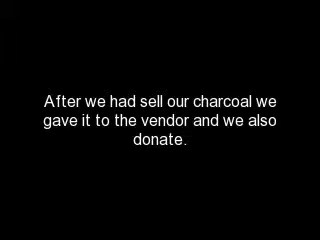 After we had sell our charcoal we
gave it to the vendor and we also
donate.